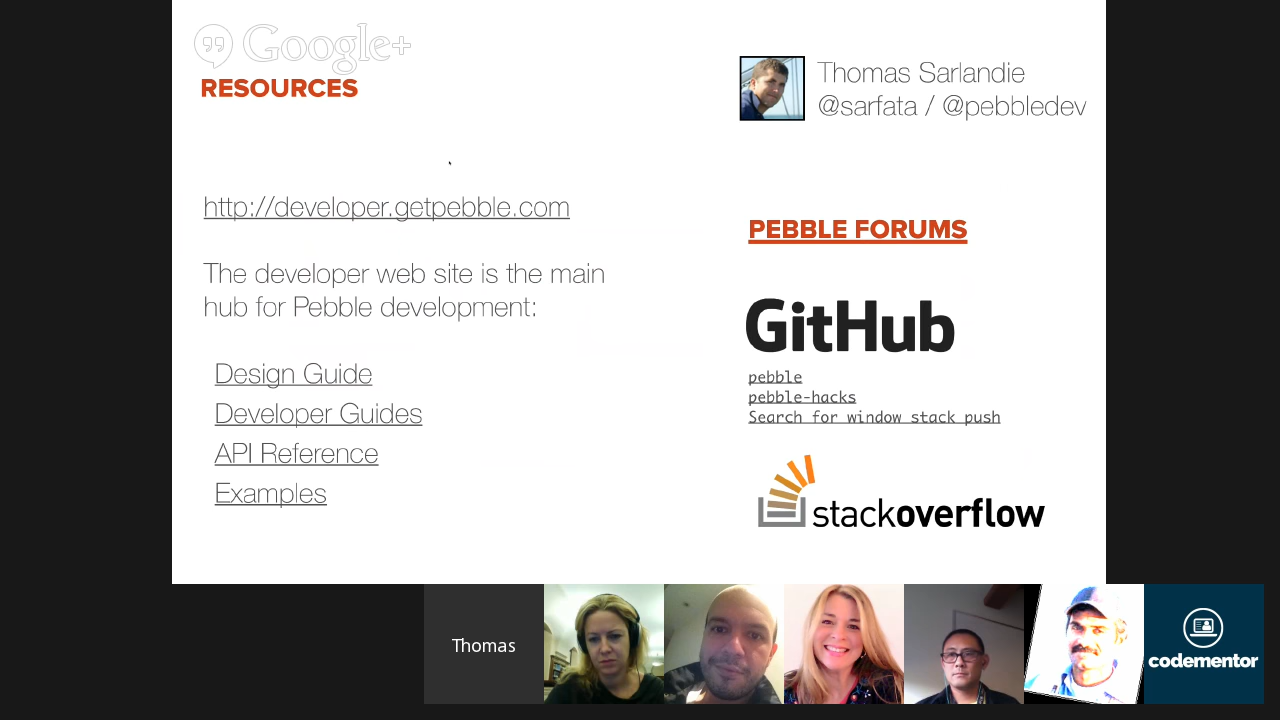 Google+
RESOURCES
Thomas Sarlandie
@sarfata / @pebbledev
http://developer.getpebble.com
The developer web site is the main
hub for Pebble development:
Design Guide
Developer Guides
API Reference
Examples
PEBBLE FORUMS
GitHub
pebble
pebble-hacks
Search for window stack push
stackoverflow
Thomas
codementor